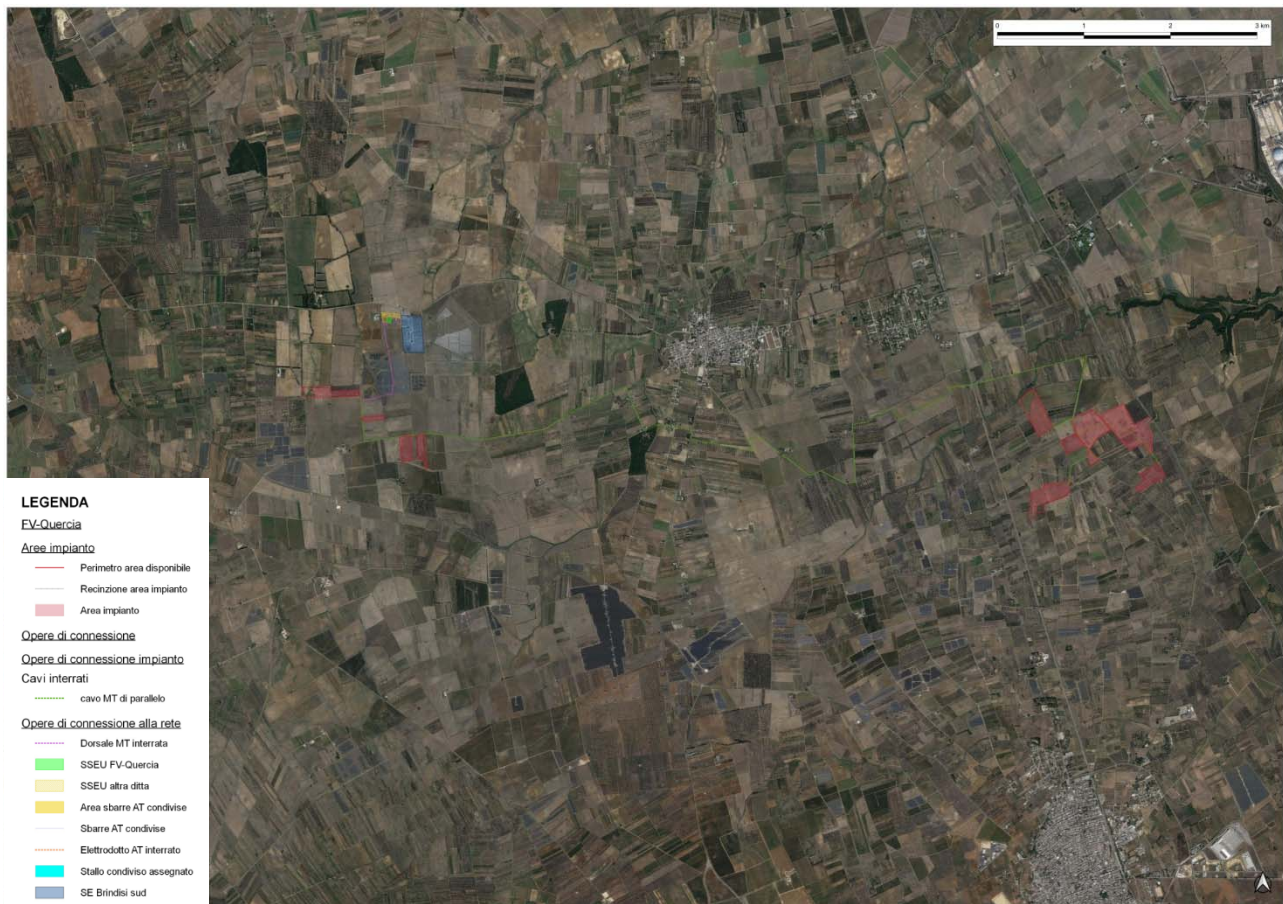 0 1 2 3 km
LEGENDA
FV-Quercia
Aree impianto
Perimetro area disponibile
Recinzione area impianto
Area impianto
Opere di connessione
Opere di connessione impianto
Cavi interrati
cavo MT di parallelo
Opere di connessione alla rete
Dorsale MT interrata
SSEU FV-Quercia
SSEU altra ditta
Area sbarre AT condivise
Sbarre AT condivise
Elettrodotto AT interrato
Stallo condiviso assegnato
SE Brindisi sud